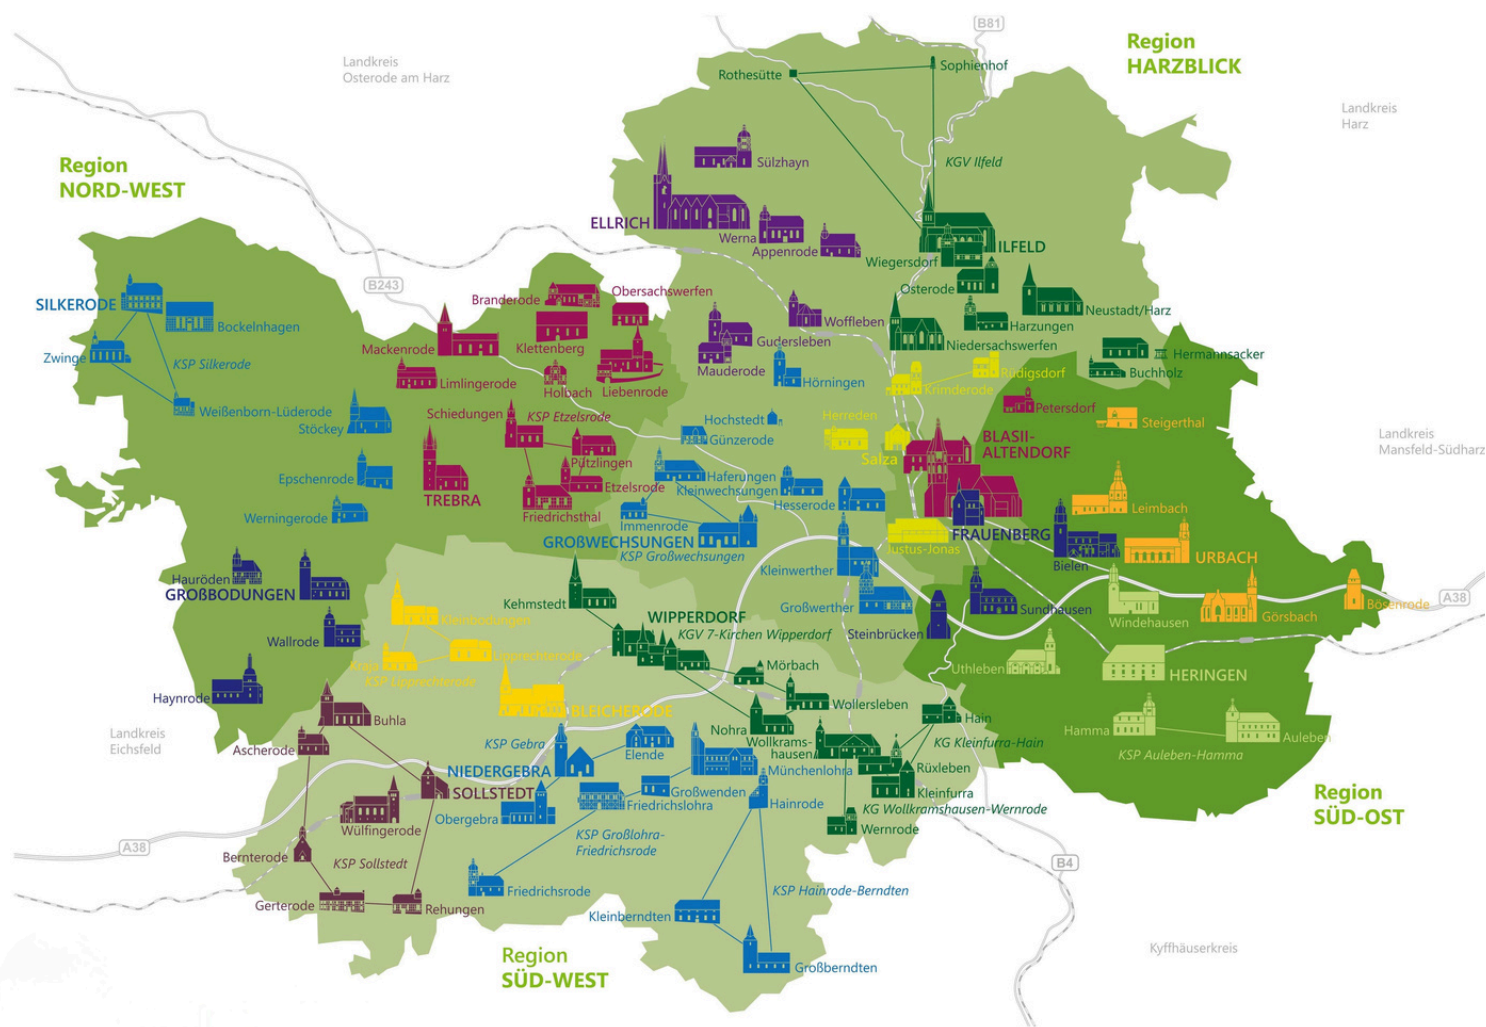 B81
Region
HARZBLICK
Landkreis
Osterode am Harz
Rothesütte
Sophienhof
Landkreis
Harz
Region
NORD-WEST
Sülzhayn
KGV Ilfeld
ELLRICH
Werna
Appenrode
ILFELD
Wiegersdorf
Osterode
Neustadt/Harz
Harzungen
Niedersachswerfen
B243
SILKERODE
Bockelnhagen
Zwinge
KSP Silkerode
Weißenborn-Lüderode
Stöckey
Branderode
Obersachswerfen
Mackenrode
Klettenberg
Limlingerode
Holbach
Liebenrode
Schiedungen
KSP Etzelsrode
Pützlingen
Etzelsrode
TREBRA
Friedrichsthal
Woffleben
Gudersleben
Mauderode
Hörningen
Hermannsacker
Buchholz
Rüdigsdorf
Krimderode
Petersdorf
Steigerthal
Hochstedt
Herreden
Günzerode
Salza
BLASII-
ALTENDORF
Landkreis
Mansfeld-Südharz
Epschenrode
Werningerode
Haferungen
Kleinwechsungen
Hesserode
Immenrode
GROßWECHSUNGEN
KSP Großwechsungen
Leimbach
Justus-Jonas
FRAUENBERG
Bielen
URBACH
Hauröden
GROßBODUNGEN
Wallrode
Haynrode
Kleinwerther
Großwerther
Steinbrücken
Sundhausen
Windehausen
Görsbach
Bösenrode
A38
Kehmstedt
WIPPERDORF
KGV 7-Kirchen Wipperdorf
Kleinbodungen
Kraja
Lipprechterode
KSP Lipprechterode
BLEICHERODE
Mörbach
Wollersleben
Nohra
Wollkrams-
hausen
Uthleben
HERINGEN
Hamma
Auleben
KSP Auleben-Hamma
Hain
KG Kleinfurra-Hain
Rüxleben
Kleinfurra
KG Wollkramshausen-Wernrode
Wernrode
Landkreis
Eichsfeld
Buhla
Ascherode
KSP Gebra
Elende
NIEDERGEBRA
SOLLSTEDT
Münchenlohra
Großwenden
Friedrichslohra
Hainrode
Obergebra
Wülfingerode
KSP Großlohra-
Friedrichsrode
Region
SÜD-OST
A38
Bernterode
KSP Sollstedt
B4
Gerterode
Rehungen
Friedrichsrode
KSP Hainrode-Berndten
Kleinberndten
Großberndten
Region
SÜD-WEST
Kyffhäuserkreis